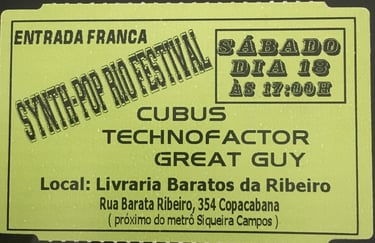 ENTRADA FRANCA
SYNTH-POP RIO FESTIVAL
SÁBADO
DIA 18
ÀS 17:00H
CUBUS
TECHNOFACTOR
GREAT GUY
Local: Livraria Baratos da Ribeiro
Rua Barata Ribeiro, 354 Copacabana
( próximo do metrô Siqueira Campos )